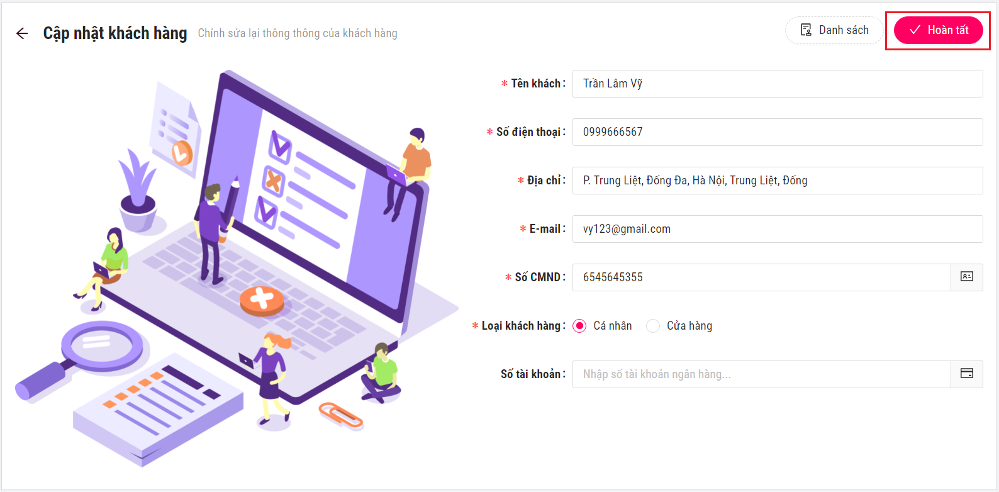 Cập nhật khách hàng Chỉnh sửa lại thông thông của khách hàng Danh sách Hoàn tất
* Tên khách: Trần Lâm Vỹ
* Số điện thoại: 0999666567
* Địa chỉ: P. Trung Liệt, Đống Đa, Hà Nội, Trung Liệt, Đống
* E-mail: vy123@gmail.com
* Số CMND: 6545645355
* Loại khách hàng: Cá nhân Cửa hàng
Số tài khoản: Nhập số tài khoản ngân hàng...